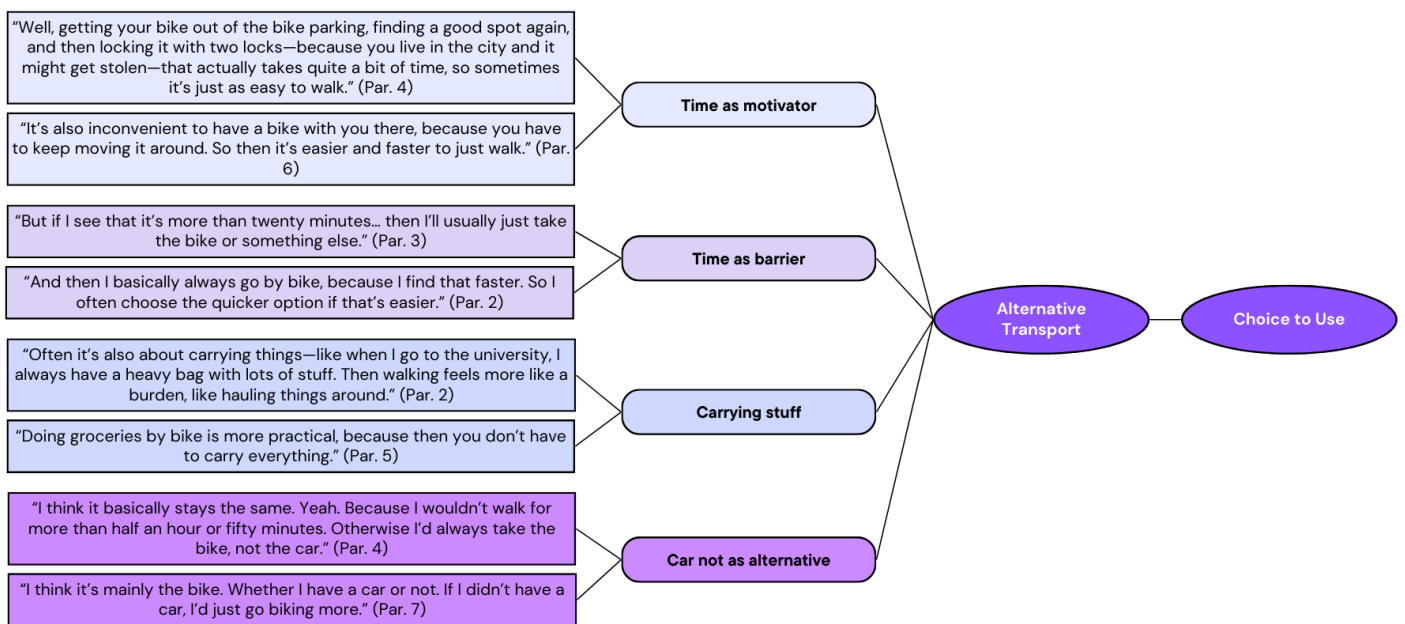 “Well, getting your bike out of the bike parking, finding a good spot again,
and then locking it with two locks—because you live in the city and it
might get stolen—that actually takes quite a bit of time, so sometimes
it’s just as easy to walk.” (Par. 4)
“It’s also inconvenient to have a bike with you there, because you have
to keep moving it around. So then it’s easier and faster to just walk.” (Par.
6)
Time as motivator
“But if I see that it’s more than twenty minutes… then I’ll usually just take
the bike or something else.” (Par. 3)
“And then I basically always go by bike, because I find that faster. So I
often choose the quicker option if that’s easier.” (Par. 2)
Time as barrier
“Often it’s also about carrying things—like when I go to the university, I
always have a heavy bag with lots of stuff. Then walking feels more like a
burden, like hauling things around.” (Par. 2)
“Doing groceries by bike is more practical, because then you don’t have
to carry everything.” (Par. 5)
Carrying stuff
“I think it basically stays the same. Yeah. Because I wouldn’t walk for
more than half an hour or fifty minutes. Otherwise I’d always take the
bike, not the car.” (Par. 4)
“I think it’s mainly the bike. Whether I have a car or not. If I didn’t have a
car, I’d just go biking more.” (Par. 7)
Car not as alternative
Alternative
Transport
Choice to Use